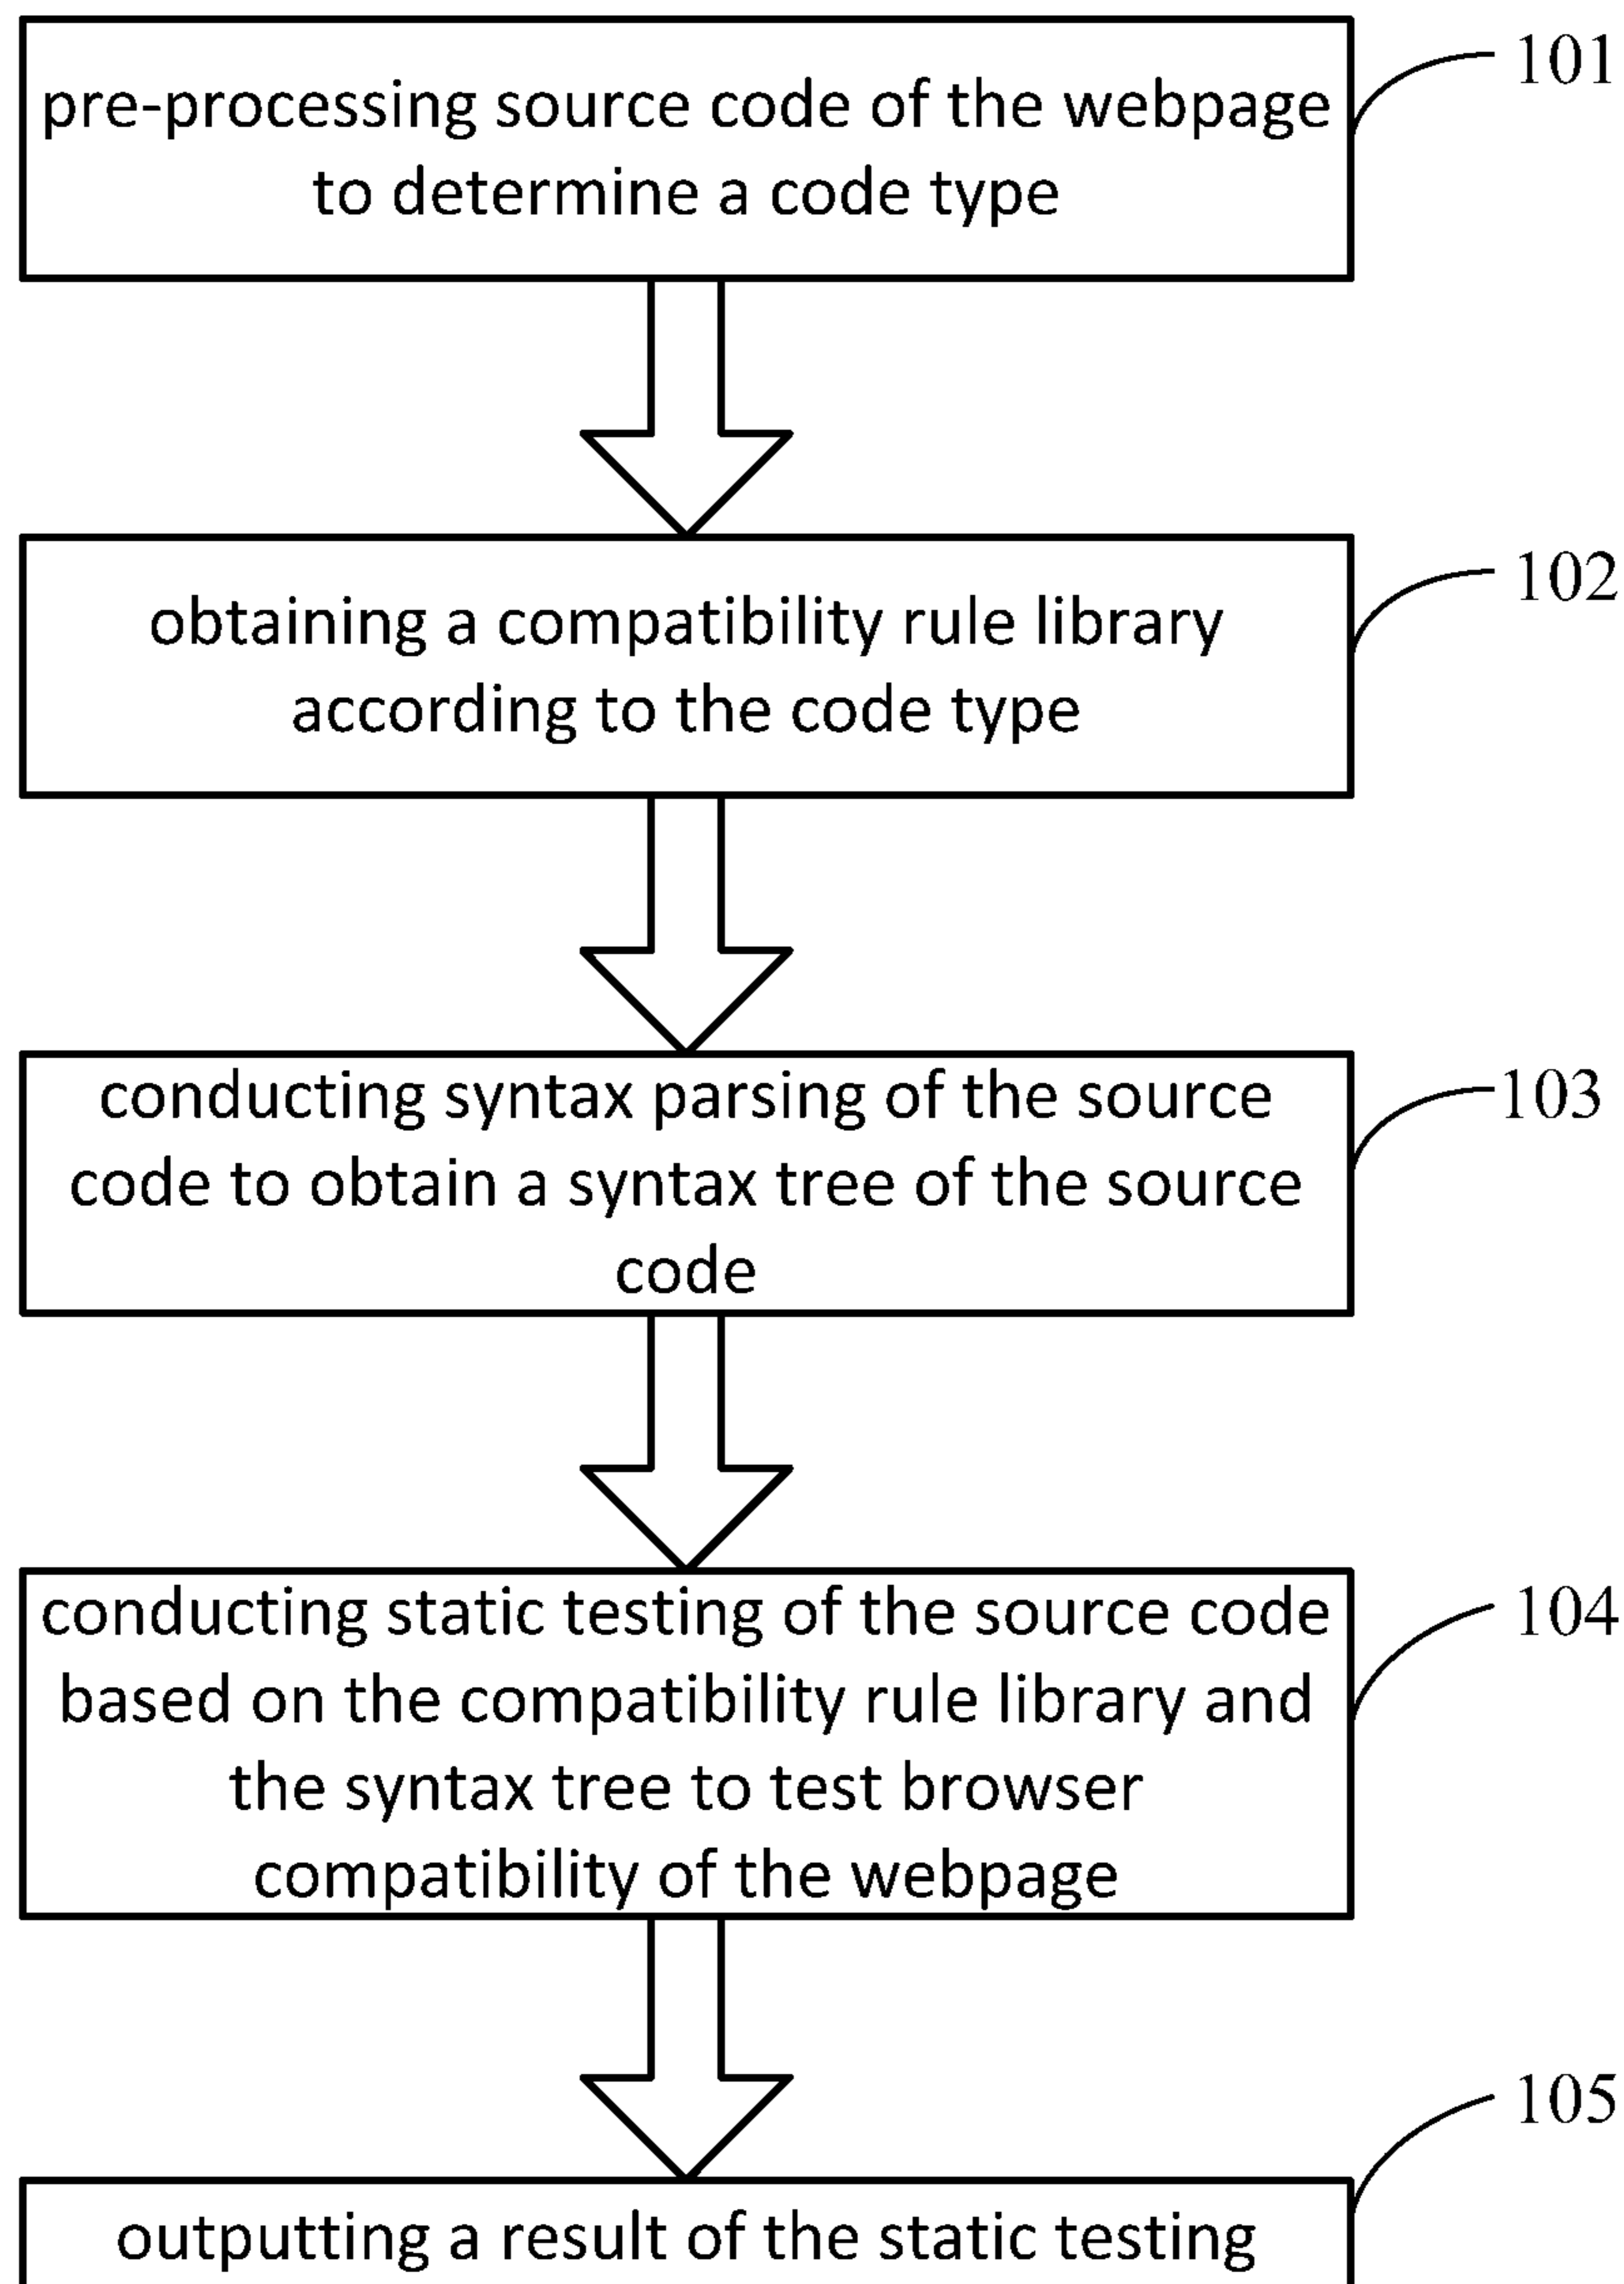 pre-processing source code of the webpage
to determine a code type
101
obtaining a compatibility rule library
according to the code type
102
conducting syntax parsing of the source
code to obtain a syntax tree of the source
code
103
conducting static testing of the source code
based on the compatibility rule library and
the syntax tree to test browser
compatibility of the webpage
104
outputting a result of the static testing
105